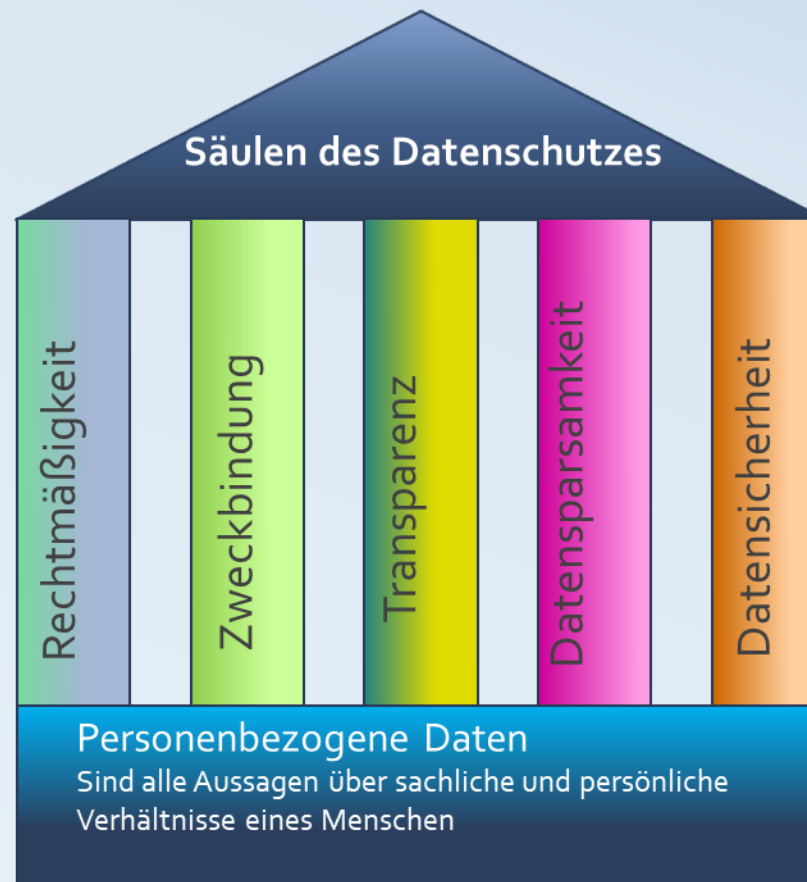 Säulen des Datenschutzes
Rechtmäßigkeit
Zweckbindung
Transparenz
Datensparsamkeit
Datensicherheit
Personenbezogene Daten
Sind alle Aussagen über sachliche und persönliche
Verhältnisse eines Menschen